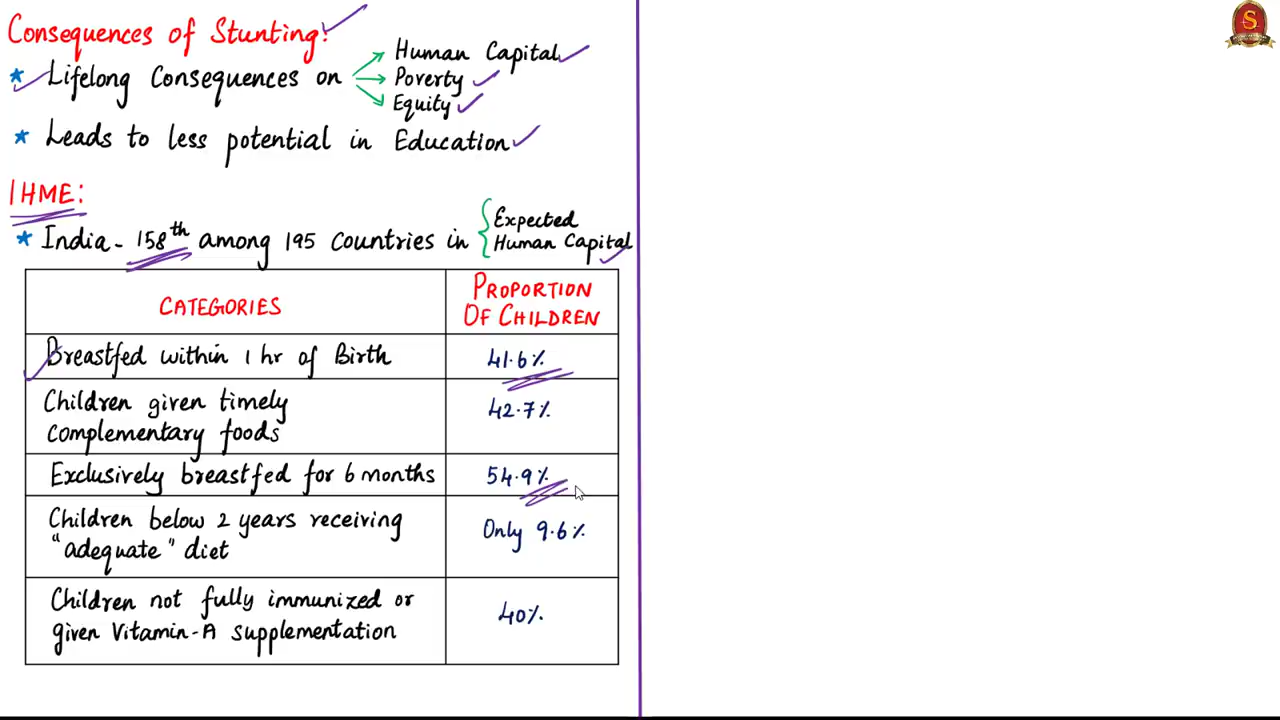 Consequences of Stunting:
* Lifelong Consequences on
Human Capital
Poverty
Equity
* Leads to less potential in Education
IHME:
* India - 158th among 195 Countries in
Expected
Human Capital
CATEGORIES
PROPORTION
OF CHILDREN
Breastfed within 1 hr of Birth
41.6%
Children given timely
complementary foods
42.7%
Exclusively breastfed for 6 months
54.9%
Children below 2 years receiving
"adequate" diet
Only 9.6%
Children not fully immunized or
given Vitamin-A supplementation
40%
S